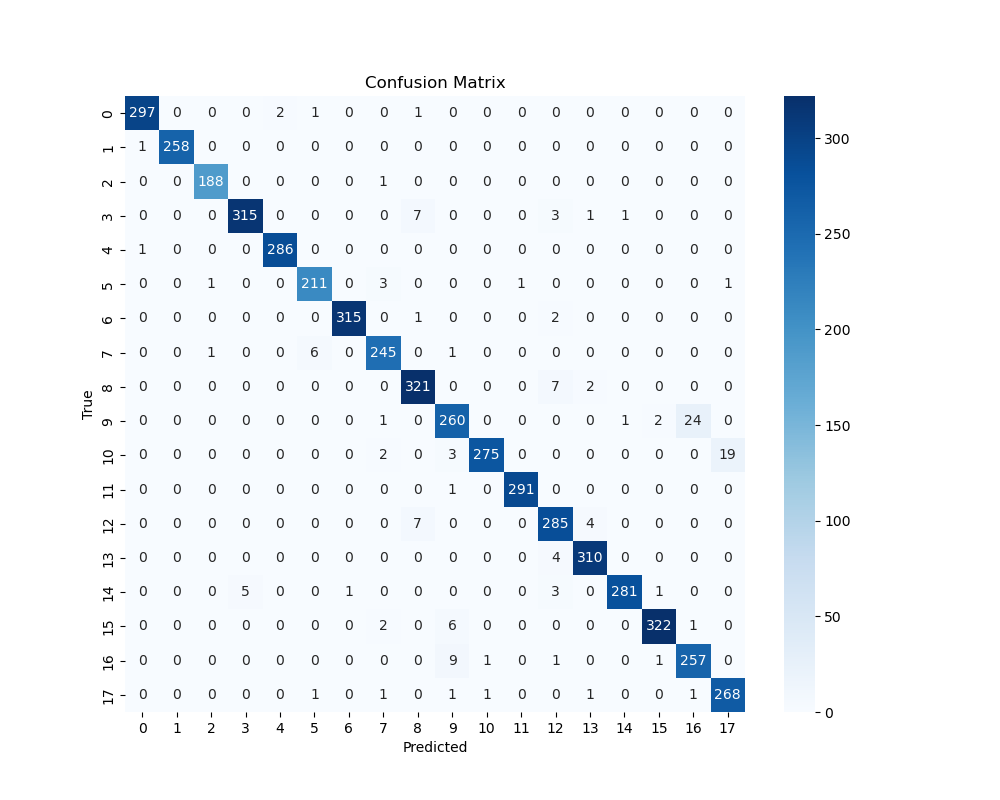 Confusion Matrix
0 297 0 0 0 2 1 0 0 1 0 0 0 0 0 0 0 0 0
1 1 258 0 0 0 0 0 0 0 0 0 0 0 0 0 0 0 0
2 0 0 188 0 0 0 0 1 0 0 0 0 0 0 0 0 0 0
3 0 0 0 315 0 0 0 0 7 0 0 0 3 1 1 0 0 0
4 1 0 0 0 286 0 0 0 0 0 0 0 0 0 0 0 0 0
5 0 0 1 0 0 211 0 3 0 0 0 1 0 0 0 0 0 1
6 0 0 0 0 0 0 315 0 1 0 0 0 2 0 0 0 0 0
7 0 0 1 0 0 6 0 245 0 1 0 0 0 0 0 0 0 0
8 0 0 0 0 0 0 0 0 321 0 0 0 7 2 0 0 0 0
9 0 0 0 0 0 0 0 1 0 260 0 0 0 0 1 2 24 0
10 0 0 0 0 0 0 0 2 0 3 275 0 0 0 0 0 0 19
11 0 0 0 0 0 0 0 0 0 1 0 291 0 0 0 0 0 0
12 0 0 0 0 0 0 0 0 7 0 0 0 285 4 0 0 0 0
13 0 0 0 0 0 0 0 0 0 0 0 0 4 310 0 0 0 0
14 0 0 0 5 0 0 1 0 0 0 0 0 3 0 281 1 0 0
15 0 0 0 0 0 0 0 2 0 6 0 0 0 0 0 322 1 0
16 0 0 0 0 0 0 0 0 0 9 1 0 1 0 0 1 257 0
17 0 0 0 0 0 1 0 1 0 1 1 0 0 1 0 0 1 268
0 1 2 3 4 5 6 7 8 9 10 11 12 13 14 15 16 17
Predicted
True
300
250
200
150
100
50
0